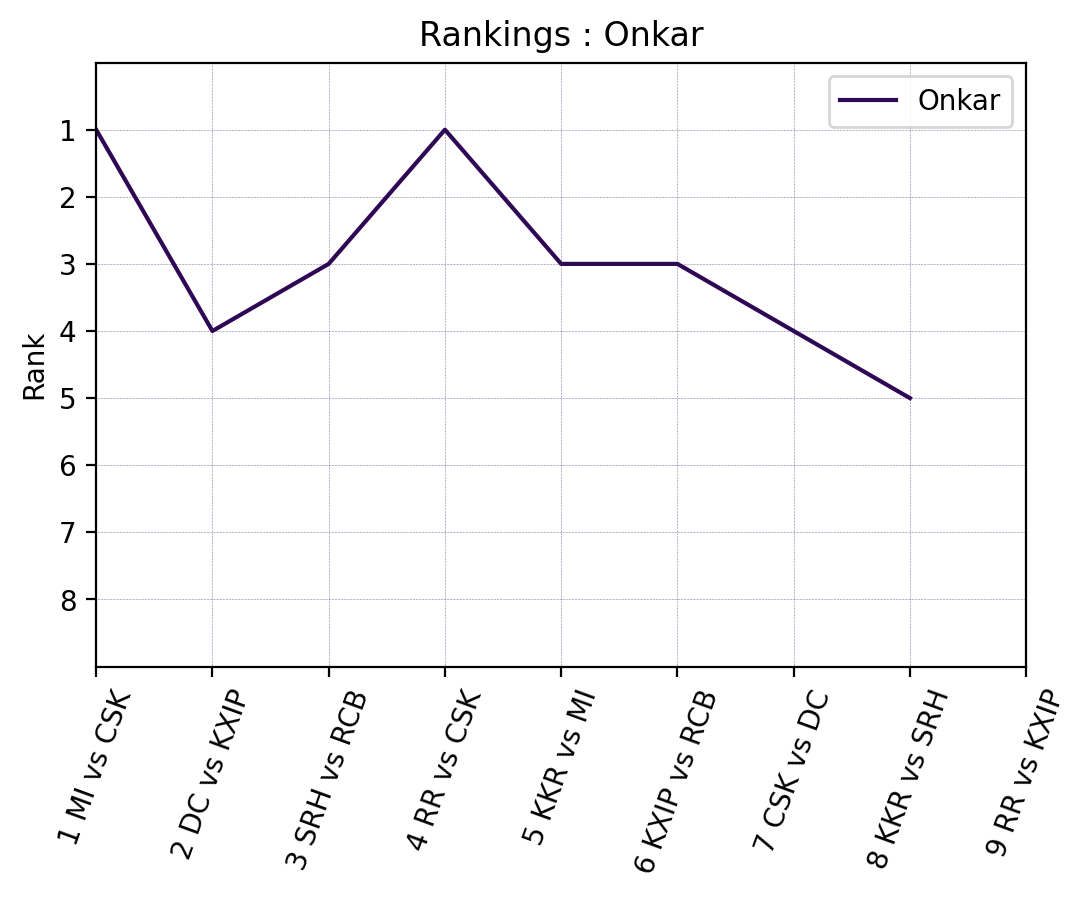 Rankings : Onkar
Onkar
Rank
1
2
3
4
5
6
7
8
1 MI vs CSK
2 DC vs KXIP
3 SRH vs RCB
4 RR vs CSK
5 KKR vs MI
6 KXIP vs RCB
7 CSK vs DC
8 KKR vs SRH
9 RR vs KXIP